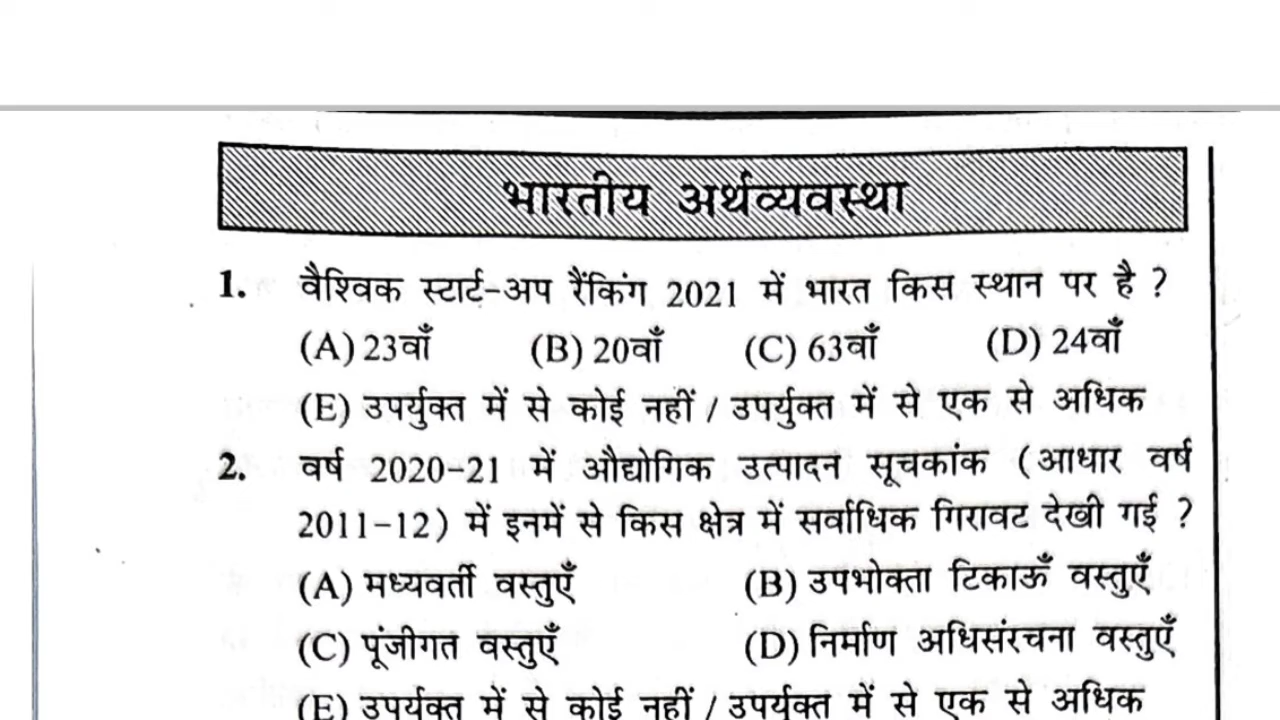 भारतीय अर्थव्यवस्था
1. वैश्विक स्टार्ट-अप रैंकिंग 2021 में भारत किस स्थान पर है ?
(A) 23वाँ (B) 20वाँ (C) 63वाँ (D) 24वाँ
(E) उपर्युक्त में से कोई नहीं / उपर्युक्त में से एक से अधिक
2. वर्ष 2020-21 में औद्योगिक उत्पादन सूचकांक (आधार वर्ष
2011-12) में इनमें से किस क्षेत्र में सर्वाधिक गिरावट देखी गई ?
(A) मध्यवर्ती वस्तुएँ (B) उपभोक्ता टिकाऊँ वस्तुएँ
(C) पूंजीगत वस्तुएँ (D) निर्माण अधिसंरचना वस्तुएँ
(E) उपर्युक्त में से कोई नहीं / उपर्युक्त में से एक से अधिक